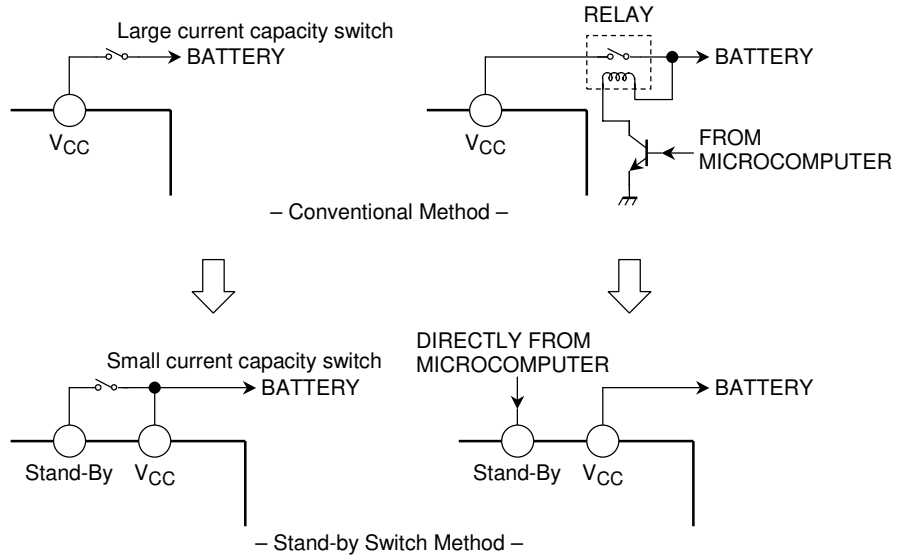 RELAY
Large current capacity switch
BATTERY
BATTERY
VCC
VCC
FROM
MICROCOMPUTER
– Conventional Method –
DIRECTLY FROM
MICROCOMPUTER
Small current capacity switch
BATTERY
BATTERY
Stand-By VCC
Stand-By VCC
– Stand-by Switch Method –